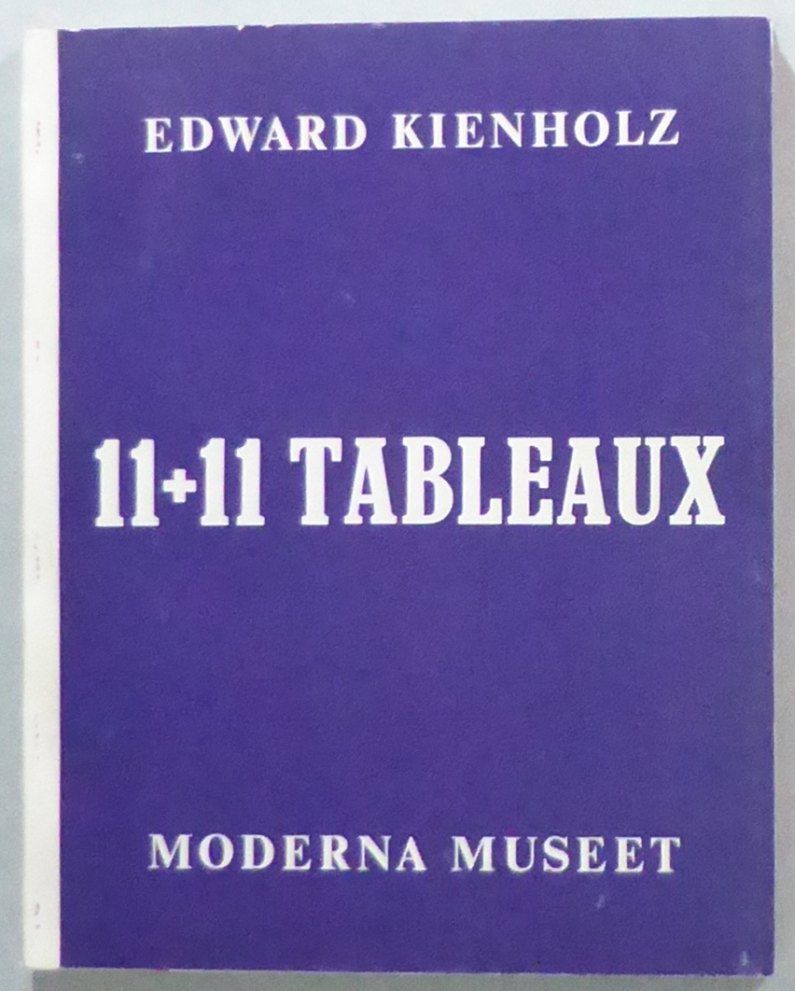 EDWARD KIENHOLZ
11+11 TABLEAUX
MODERNA MUSEET